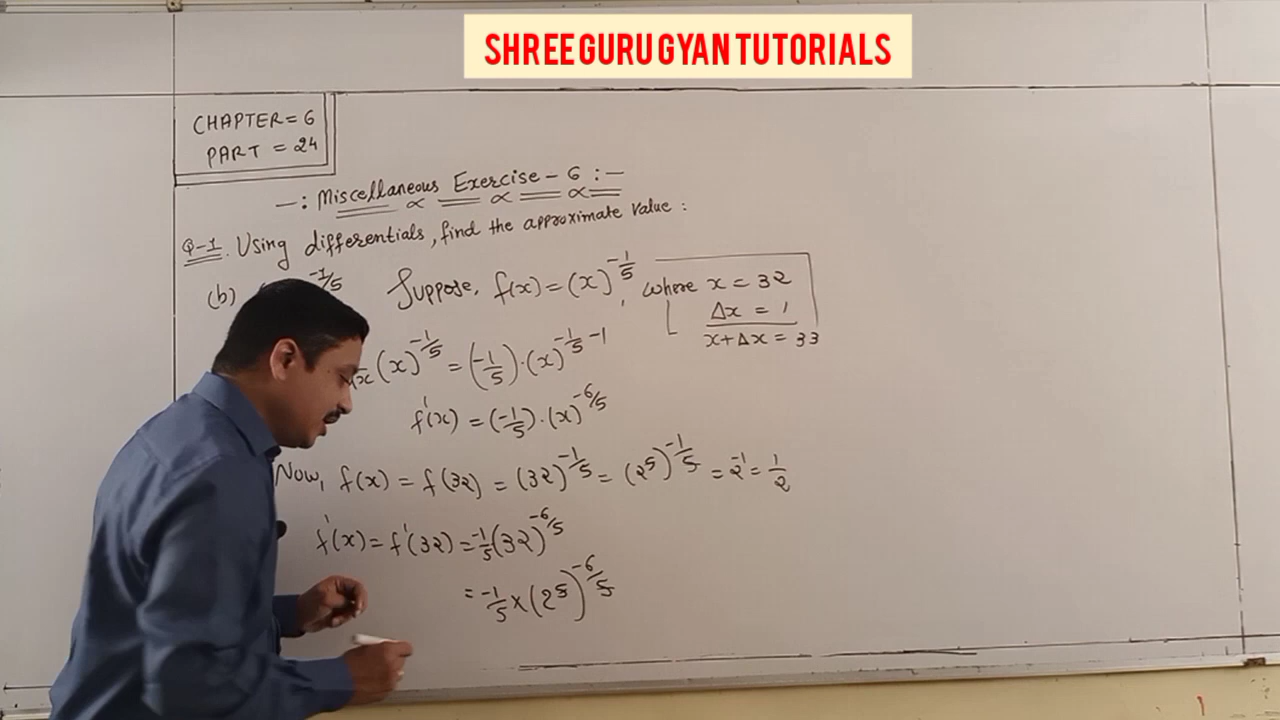 SHREE GURU GYAN TUTORIALS
CHAPTER = 6
PART = 24
—: Miscellaneous Exercise - 6 :—
Q-1. Using differentials, find the approximate value :
(b) -1/5 Suppose, f(x) = (x)^{-1/5}, where x = 32
Δx = 1
x+Δx = 33
(x)^{-1/5} = (-1/5)·(x)^{-1/5 -1}
f'(x) = (-1/5)·(x)^{-6/5}
Now, f(x) = f(32) = (32)^{-1/5} = (2^5)^{-1/5} = 2^{-1} = 1/2
f'(x) = f'(32) = -1/5(32)^{-6/5}
= -1/5 × (2^5)^{-6/5}